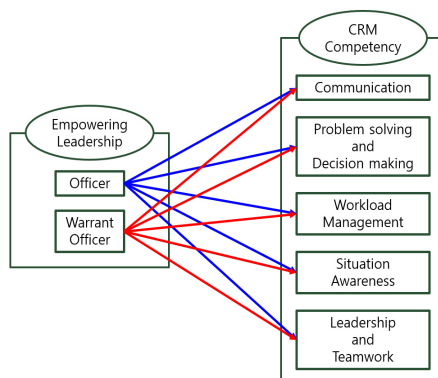 CRM
Competency
Communication
Empowering
Leadership
Problem solving
and
Decision making
Officer
Warrant
Officer
Workload
Management
Situation
Awareness
Leadership
and
Teamwork